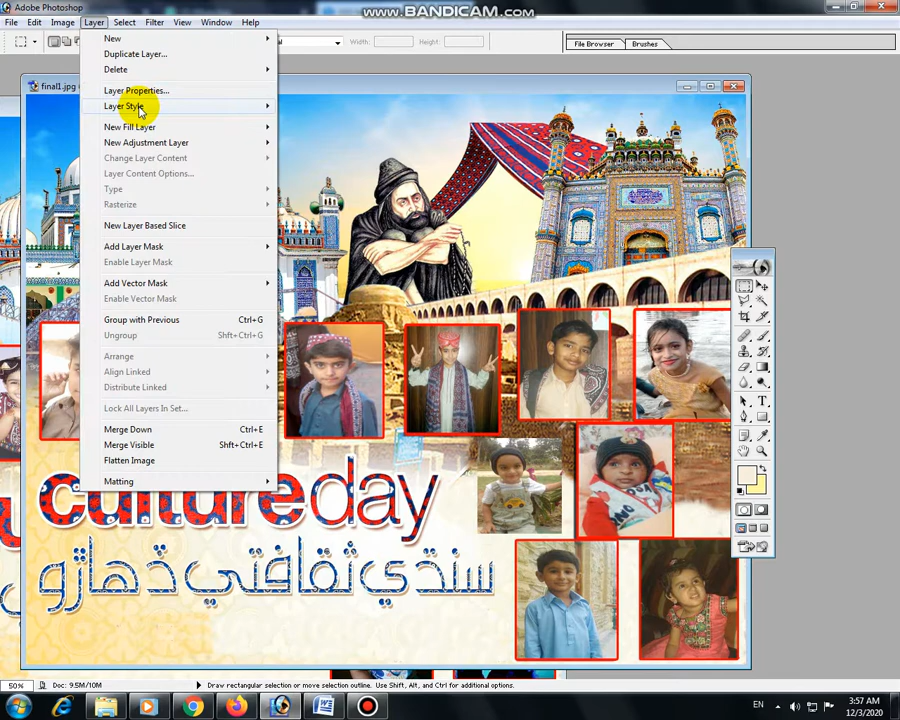 Adobe Photoshop
www.BANDICAM.com
File Edit Image Layer Select Filter View Window Help
Width: Height: File Browser Brushes
final1.jpg
New
Duplicate Layer...
Delete
Layer Properties...
Layer Style
New Fill Layer
New Adjustment Layer
Change Layer Content
Layer Content Options...
Type
Rasterize
New Layer Based Slice
Add Layer Mask
Enable Layer Mask
Add Vector Mask
Enable Vector Mask
Group with Previous Ctrl+G
Ungroup Shft+Ctrl+G
Arrange
Align Linked
Distribute Linked
Lock All Layers In Set...
Merge Down Ctrl+E
Merge Visible Shft+Ctrl+E
Flatten Image
Matting
cultureday
سنڌي ثقافتي ڏهاڙو
50% Doc: 9.5M/10M Draw rectangular selection or move selection outline. Use Shift, Alt, and Ctrl for additional options.
EN 3:57 AM
12/3/2020